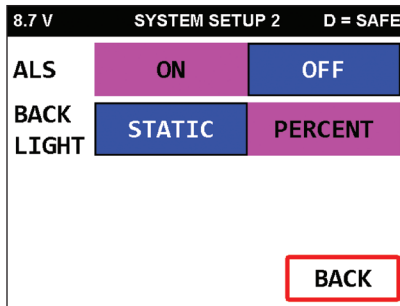 8.7 V SYSTEM SETUP 2 D = SAFE
ALS ON OFF
BACK LIGHT STATIC PERCENT
BACK